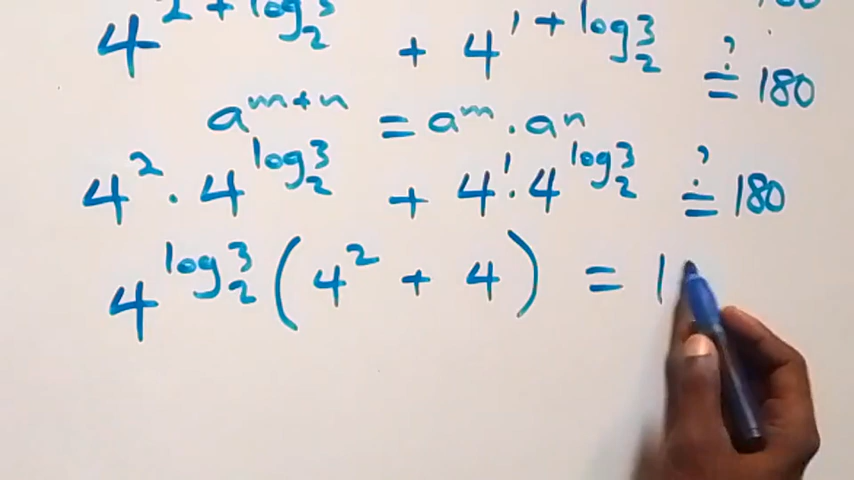 4^{2+log_2^3} + 4^{1+log_2^3} ≟ 180
a^{m+n} = a^m . a^n
4^2 . 4^{log_2^3} + 4^1 . 4^{log_2^3} ≟ 180
4^{log_2^3} (4^2 + 4) = 1